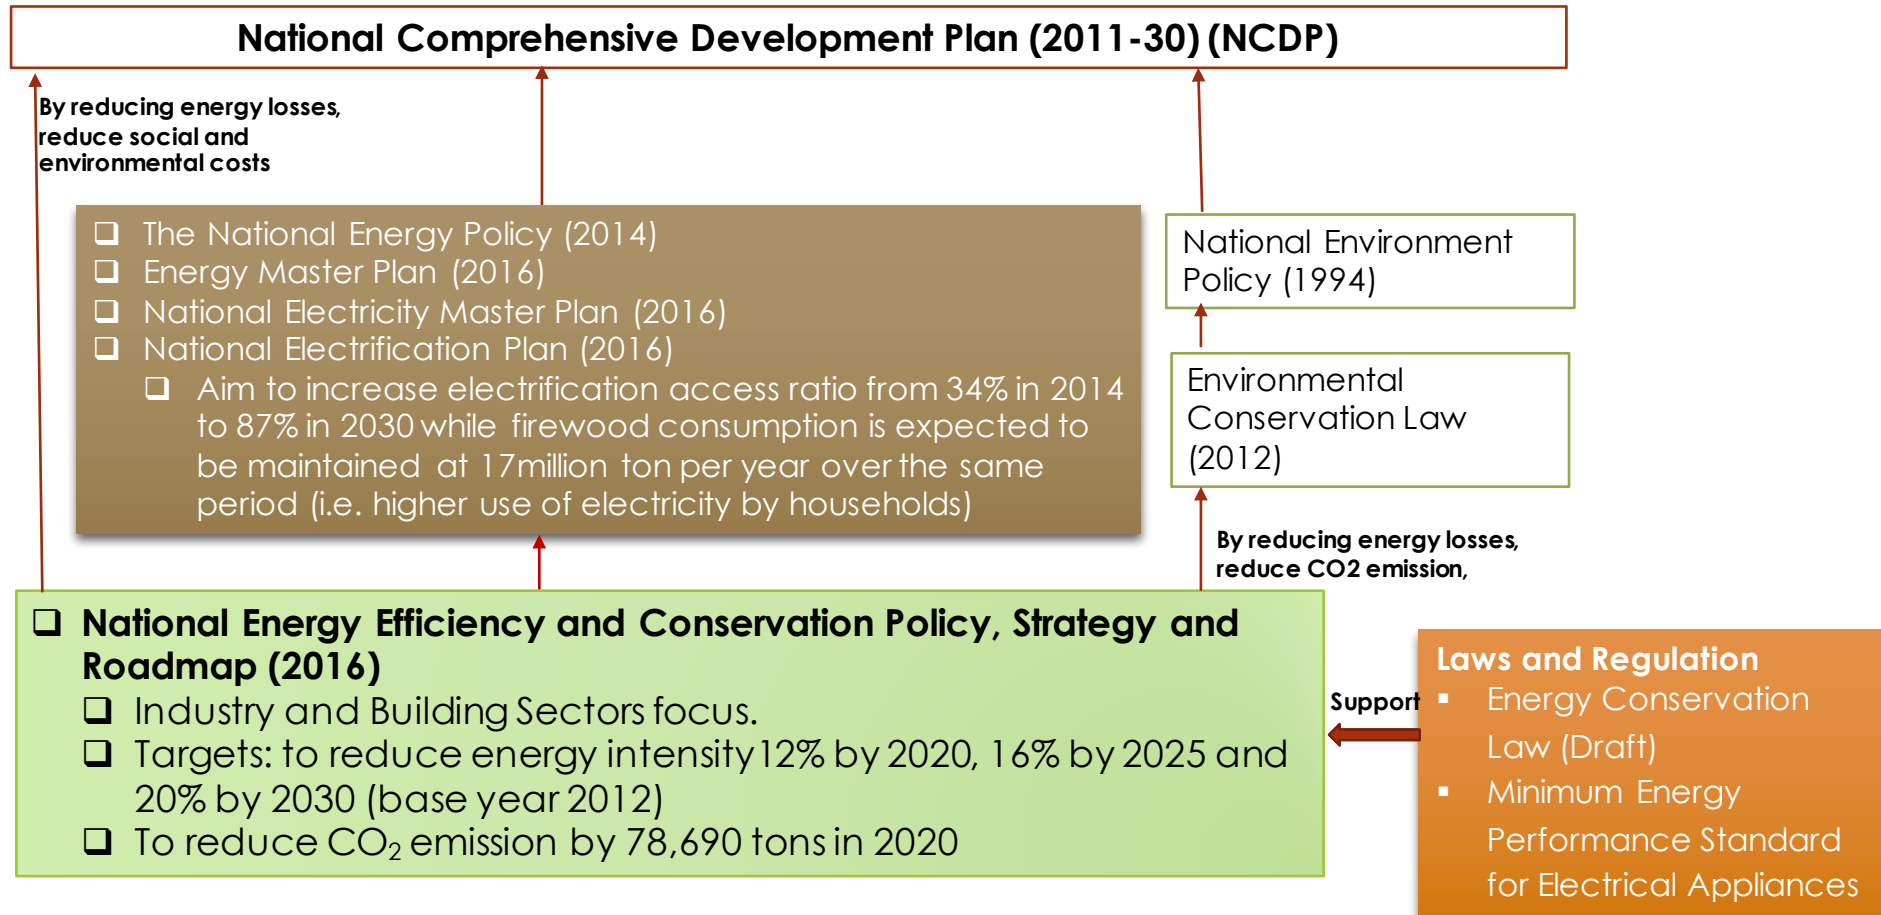 National Comprehensive Development Plan (2011-30) (NCDP)
By reducing energy losses,
reduce social and
environmental costs
❑ The National Energy Policy (2014)
❑ Energy Master Plan (2016)
❑ National Electricity Master Plan (2016)
❑ National Electrification Plan (2016)
❑ Aim to increase electrification access ratio from 34% in 2014
to 87% in 2030 while firewood consumption is expected to
be maintained at 17million ton per year over the same
period (i.e. higher use of electricity by households)
National Environment
Policy (1994)
Environmental
Conservation Law
(2012)
By reducing energy losses,
reduce CO2 emission,
❑ National Energy Efficiency and Conservation Policy, Strategy and
Roadmap (2016)
❑ Industry and Building Sectors focus.
❑ Targets: to reduce energy intensity 12% by 2020, 16% by 2025 and
20% by 2030 (base year 2012)
❑ To reduce CO₂ emission by 78,690 tons in 2020
Support
Laws and Regulation
▪ Energy Conservation
Law (Draft)
▪ Minimum Energy
Performance Standard
for Electrical Appliances